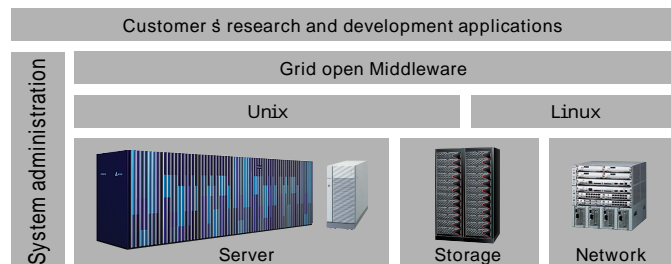 Customer's research and development applications
System administration
Grid open Middleware
Unix
Linux
Server
Storage
Network